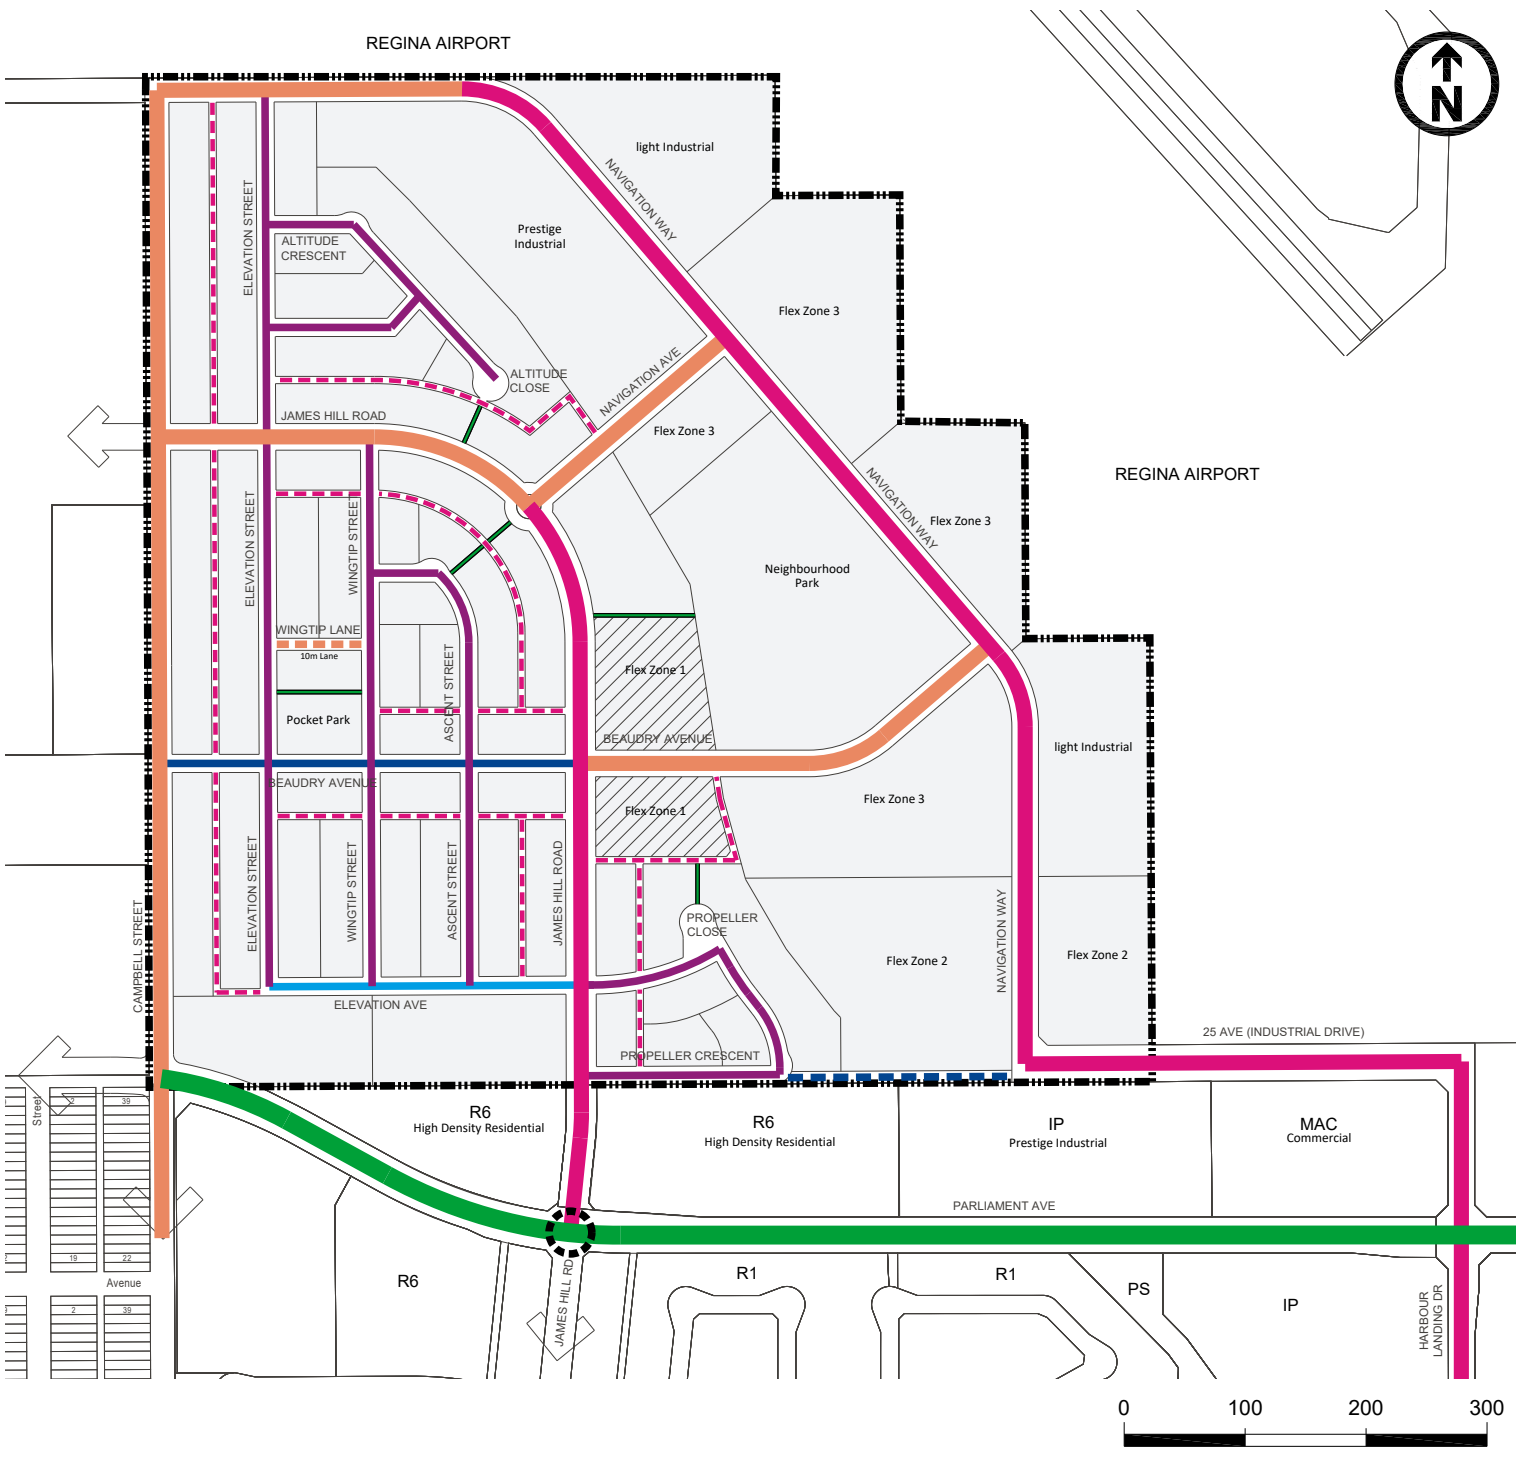 REGINA AIRPORT
N
light Industrial
NAVIGATION WAY
ELEVATION STREET
Prestige
Industrial
ALTITUDE
CRESCENT
Flex Zone 3
NAVIGATION AVE
ALTITUDE
CLOSE
JAMES HILL ROAD
Flex Zone 3
REGINA AIRPORT
NAVIGATION WAY
Flex Zone 3
ELEVATION STREET
WINGTIP STREET
Neighbourhood
Park
WINGTIP LANE
10m Lane
ASCENT STREET
Flex Zone 1
Pocket Park
BEAUDRY AVENUE
light Industrial
BEAUDRY AVENUE
Flex Zone 3
Flex Zone 1
ELEVATION STREET
WINGTIP STREET
ASCENT STREET
JAMES HILL ROAD
CAMPBELL STREET
PROPELLER
CLOSE
NAVIGATION WAY
Flex Zone 2
Flex Zone 2
ELEVATION AVE
25 AVE (INDUSTRIAL DRIVE)
PROPELLER CRESCENT
Street
2
39
R6
High Density Residential
R6
High Density Residential
IP
Prestige Industrial
MAC
Commercial
PARLIAMENT AVE
19
22
Avenue
R6
JAMES HILL RD
R1
R1
PS
IP
HARBOUR
LANDING DR
2
39
0 100 200 300